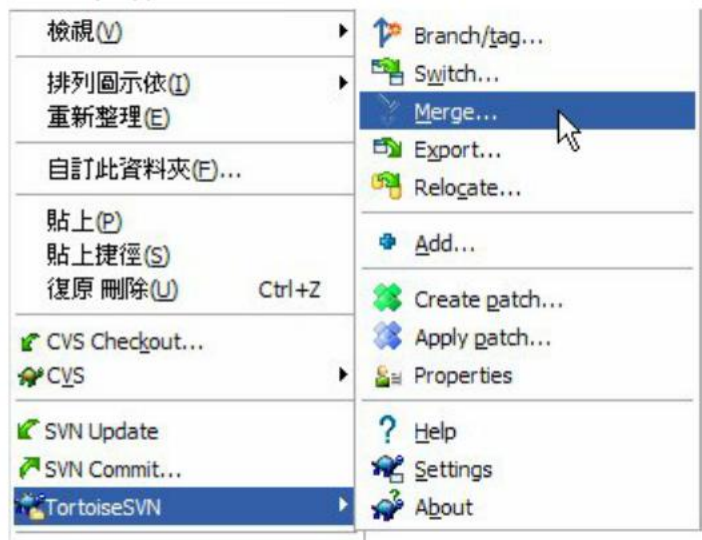 檢視(V)
排列圖示依(I)
重新整理(E)
自訂此資料夾(F)...
貼上(P)
貼上捷徑(S)
復原 刪除(U) Ctrl+Z
CVS Checkout...
CVS
SVN Update
SVN Commit...
TortoiseSVN
Branch/tag...
Switch...
Merge...
Export...
Relocate...
Add...
Create patch...
Apply patch...
Properties
Help
Settings
About